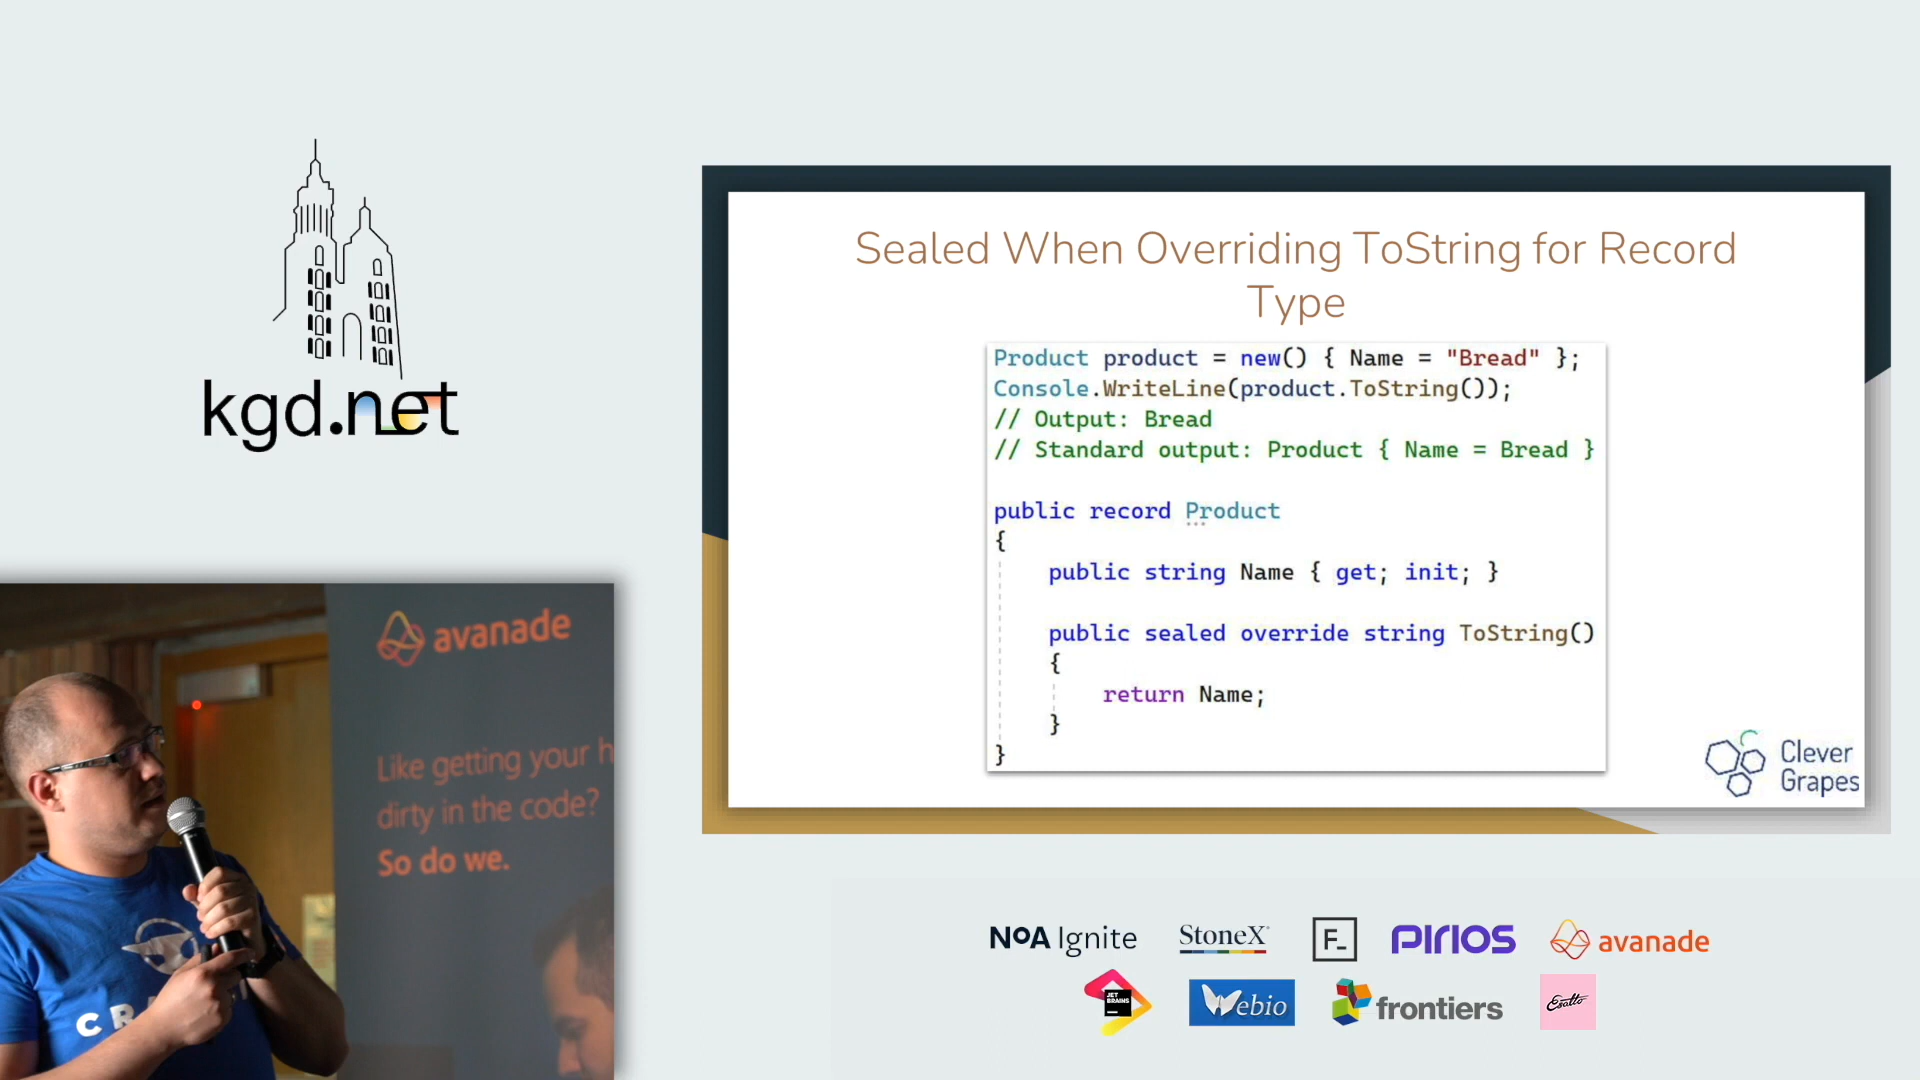 kgd.net
avanade
Like getting your h
dirty in the code?
So do we.
Sealed When Overriding ToString for Record
Type
Product product = new() { Name = "Bread" };
Console.WriteLine(product.ToString());
// Output: Bread
// Standard output: Product { Name = Bread }
public record Product
{
public string Name { get; init; }
public sealed override string ToString()
{
return Name;
}
}
Clever
Grapes
NOA Ignite
StoneX
F_
PIRIOS
avanade
JET
BRAINS
Webio
frontiers
Esatto